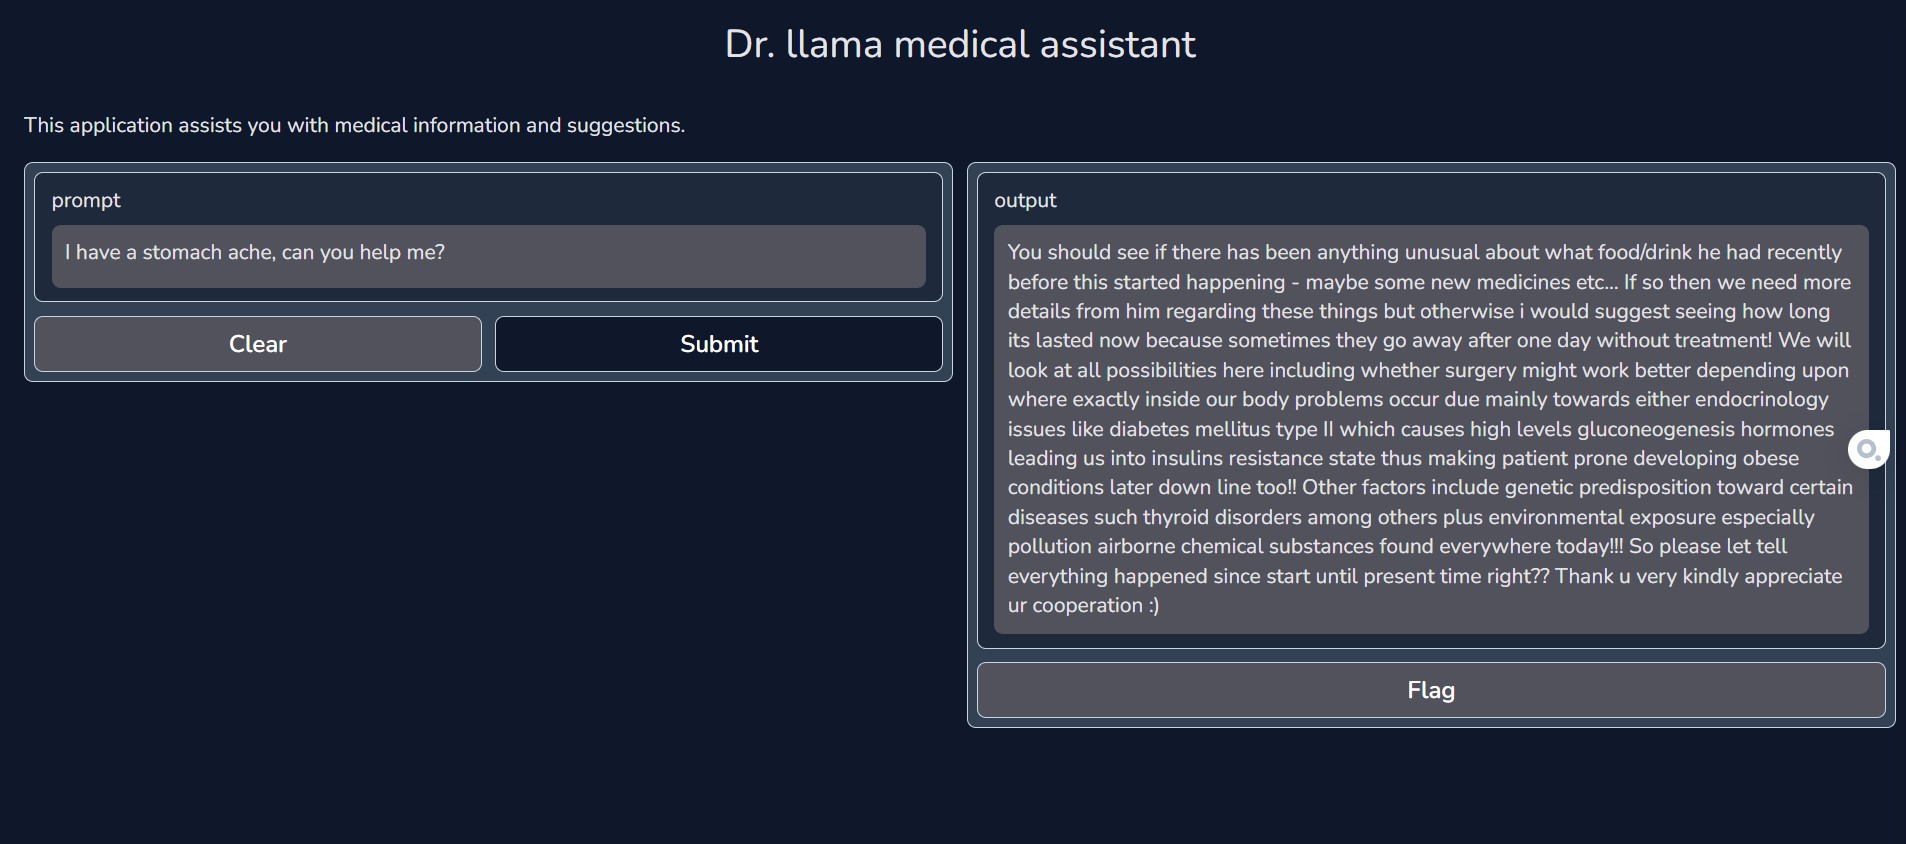 Dr. llama medical assistant
This application assists you with medical information and suggestions.
prompt
I have a stomach ache, can you help me?
Clear
Submit
output
You should see if there has been anything unusual about what food/drink he had recently
before this started happening - maybe some new medicines etc... If so then we need more
details from him regarding these things but otherwise i would suggest seeing how long
its lasted now because sometimes they go away after one day without treatment! We will
look at all possibilities here including whether surgery might work better depending upon
where exactly inside our body problems occur due mainly towards either endocrinology
issues like diabetes mellitus type II which causes high levels gluconeogenesis hormones
leading us into insulins resistance state thus making patient prone developing obese
conditions later down line too!! Other factors include genetic predisposition toward certain
diseases such thyroid disorders among others plus environmental exposure especially
pollution airborne chemical substances found everywhere today!!! So please let tell
everything happened since start until present time right?? Thank u very kindly appreciate
ur cooperation :)
Flag